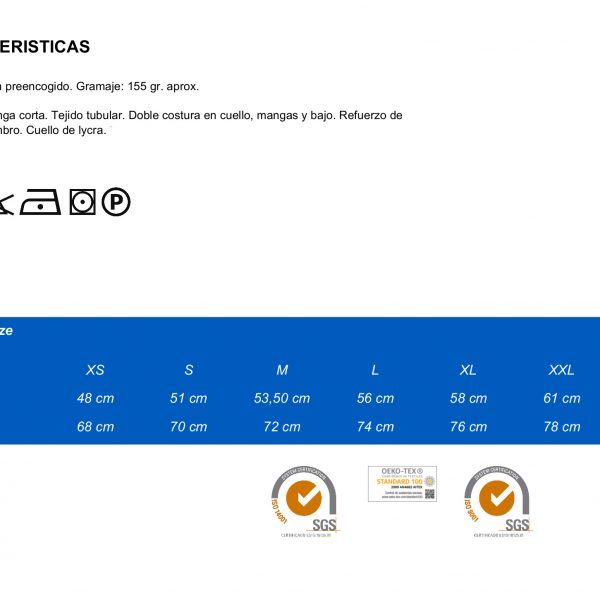 ERISTICAS
preencogido. Gramaje: 155 gr. aprox.
nga corta. Tejido tubular. Doble costura en cuello, mangas y bajo. Refuerzo de
mbro. Cuello de lycra.
P
ze
XS S M L XL XXL
48 cm 51 cm 53,50 cm 56 cm 58 cm 61 cm
68 cm 70 cm 72 cm 74 cm 76 cm 78 cm
SYSTEM CERTIFICATION
ISO 14001
SGS
OEKO-TEX®
STANDARD 100
SYSTEM CERTIFICATION
ISO 9001
SGS